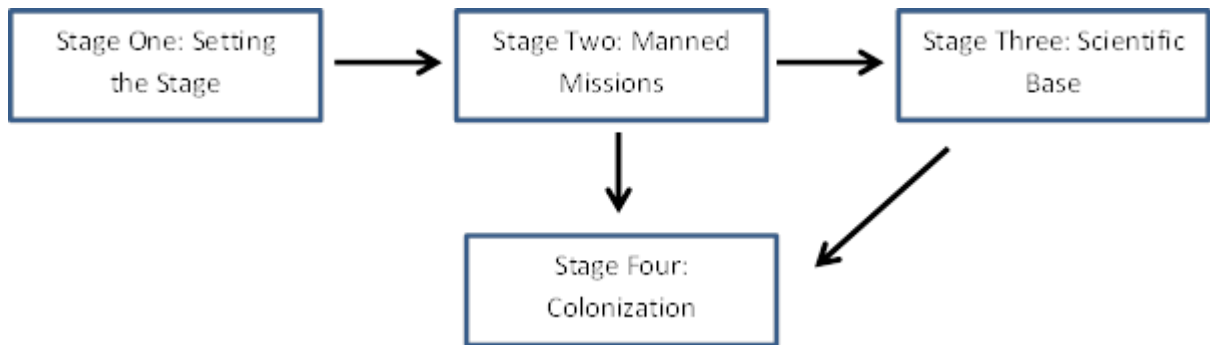 Stage One: Setting
the Stage
Stage Two: Manned
Missions
Stage Three: Scientific
Base
Stage Four:
Colonization